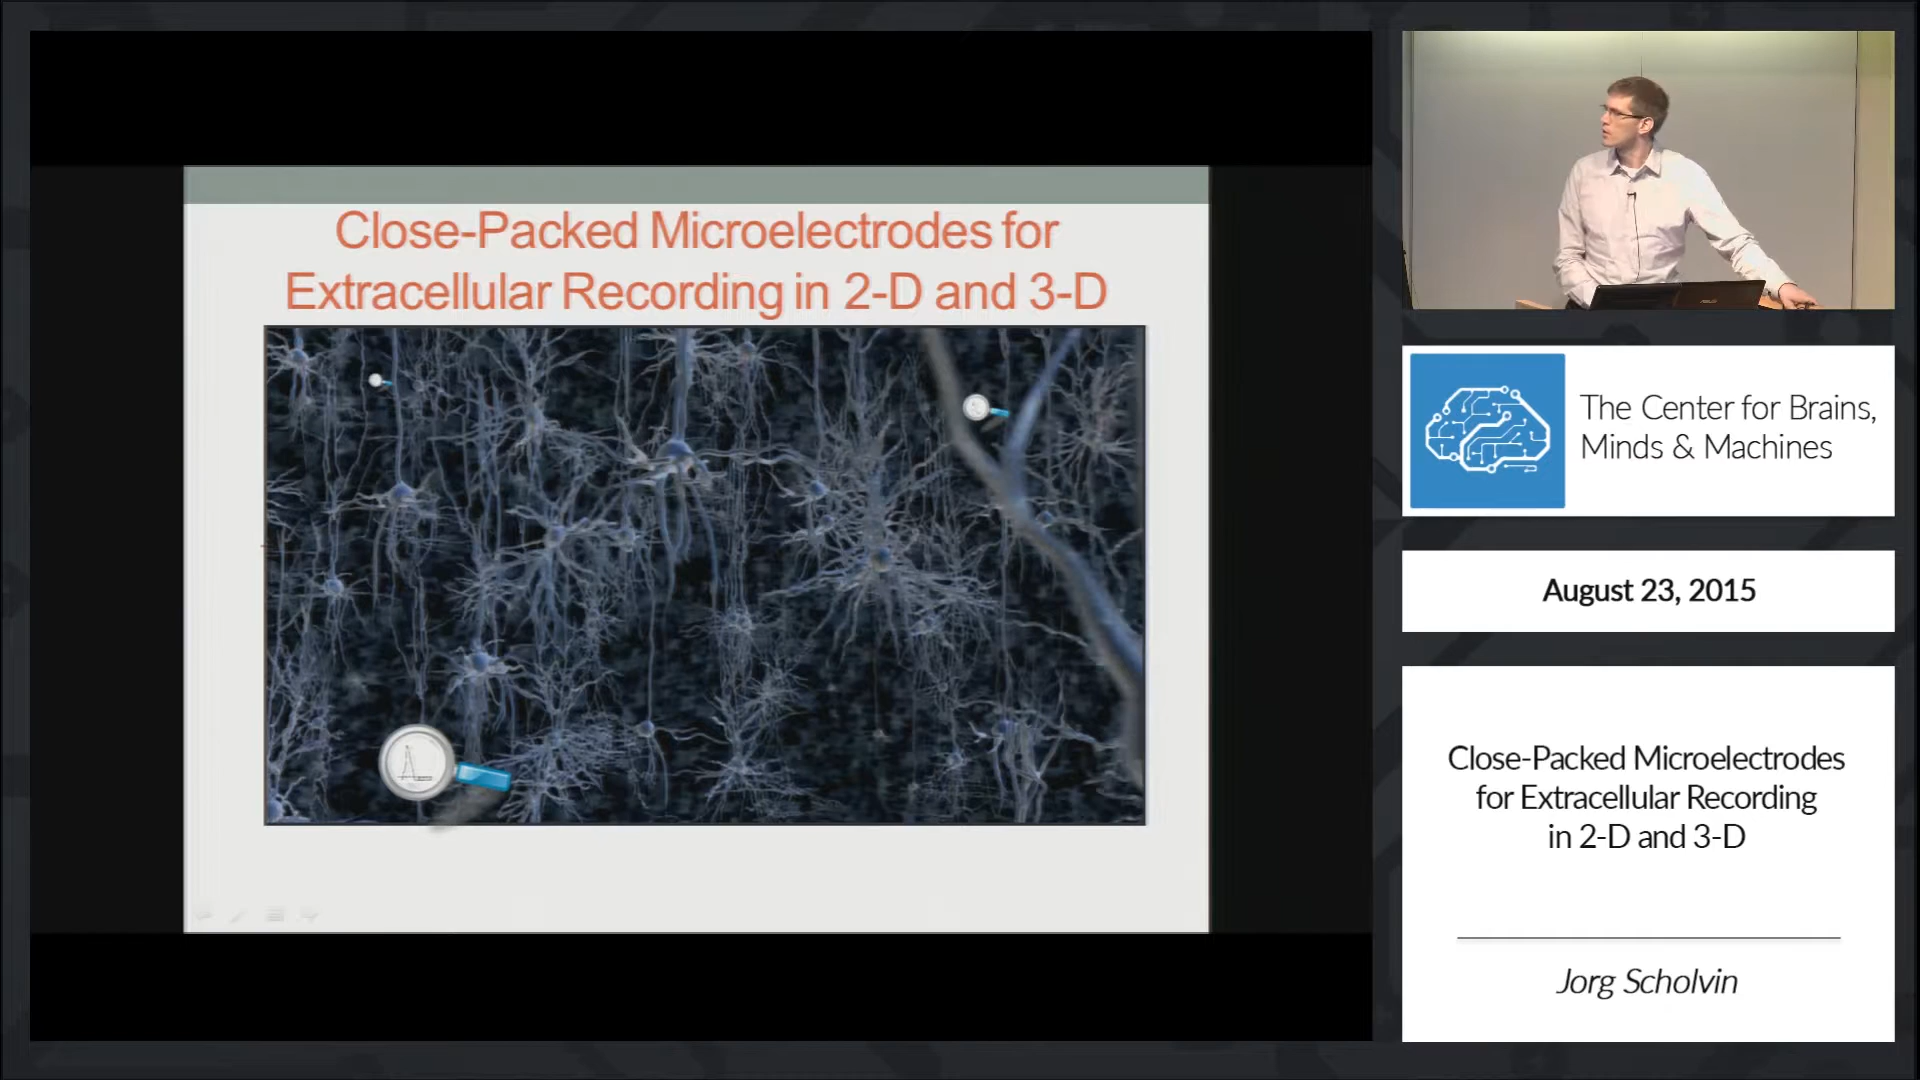 Close-Packed Microelectrodes for
Extracellular Recording in 2-D and 3-D
The Center for Brains,
Minds & Machines
August 23, 2015
Close-Packed Microelectrodes
for Extracellular Recording
in 2-D and 3-D
Jorg Scholvin